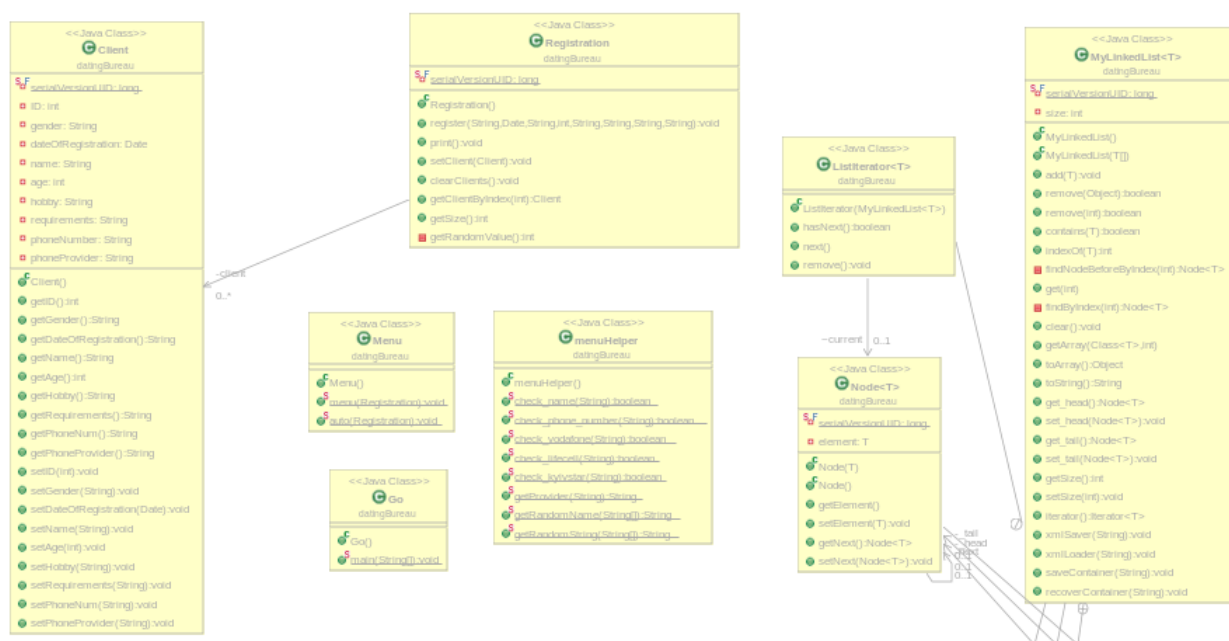 <<Java Class>>
Client
datingBureau
serialVersionUID: long
ID: int
gender: String
dateOfRegistration: Date
name: String
age: int
hobby: String
requirements: String
phoneNumber: String
phoneProvider: String
Client()
getID():int
getGender():String
getDateOfRegistration():String
getName():String
getAge():int
getHobby():String
getRequirements():String
getPhoneNum():String
getPhoneProvider():String
setID(int):void
setGender(String):void
setDateOfRegistration(Date):void
setName(String):void
setAge(int):void
setHobby(String):void
setRequirements(String):void
setPhoneNum(String):void
setPhoneProvider(String):void
<<Java Class>>
Registration
datingBureau
serialVersionUID: long
Registration()
register(String,Date,String,int,String,String,String,String):void
print():void
setClient(Client):void
clearClients():void
getClientByIndex(int):Client
getSize():int
getRandomValue():int
-client
0..*
<<Java Class>>
Menu
datingBureau
Menu()
menu(Registration):void
auto(Registration):void
<<Java Class>>
menuHelper
datingBureau
menuHelper()
check_name(String):boolean
check_phone_number(String):boolean
check_vodafone(String):boolean
check_lifecell(String):boolean
check_kyivstar(String):boolean
getProvider(String):String
getRandomName(String[]):String
getRandomString(String[]):String
<<Java Class>>
Go
datingBureau
Go()
main(String[]):void
<<Java Class>>
ListIterator<T>
datingBureau
ListIterator(MyLinkedList<T>)
hasNext():boolean
next()
remove():void
~current
0..1
<<Java Class>>
Node<T>
datingBureau
serialVersionUID: long
element: T
Node(T)
Node()
getElement()
setElement(T):void
getNext():Node<T>
setNext(Node<T>):void
tail
head
0..1
<<Java Class>>
MyLinkedList<T>
datingBureau
serialVersionUID: long
size: int
MyLinkedList()
MyLinkedList(T[])
add(T):void
remove(Object):boolean
remove(int):boolean
contains(T):boolean
indexOf(T):int
findNodeBeforeByIndex(int):Node<T>
get(int)
findByIndex(int):Node<T>
clear():void
getArray(Class<T>,int)
toArray():Object
toString():String
get_head():Node<T>
set_head(Node<T>):void
get_tail():Node<T>
set_tail(Node<T>):void
getSize():int
setSize(int):void
iterator():Iterator<T>
xmlSaver(String):void
xmlLoader(String):void
saveContainer(String):void
recoverContainer(String):void